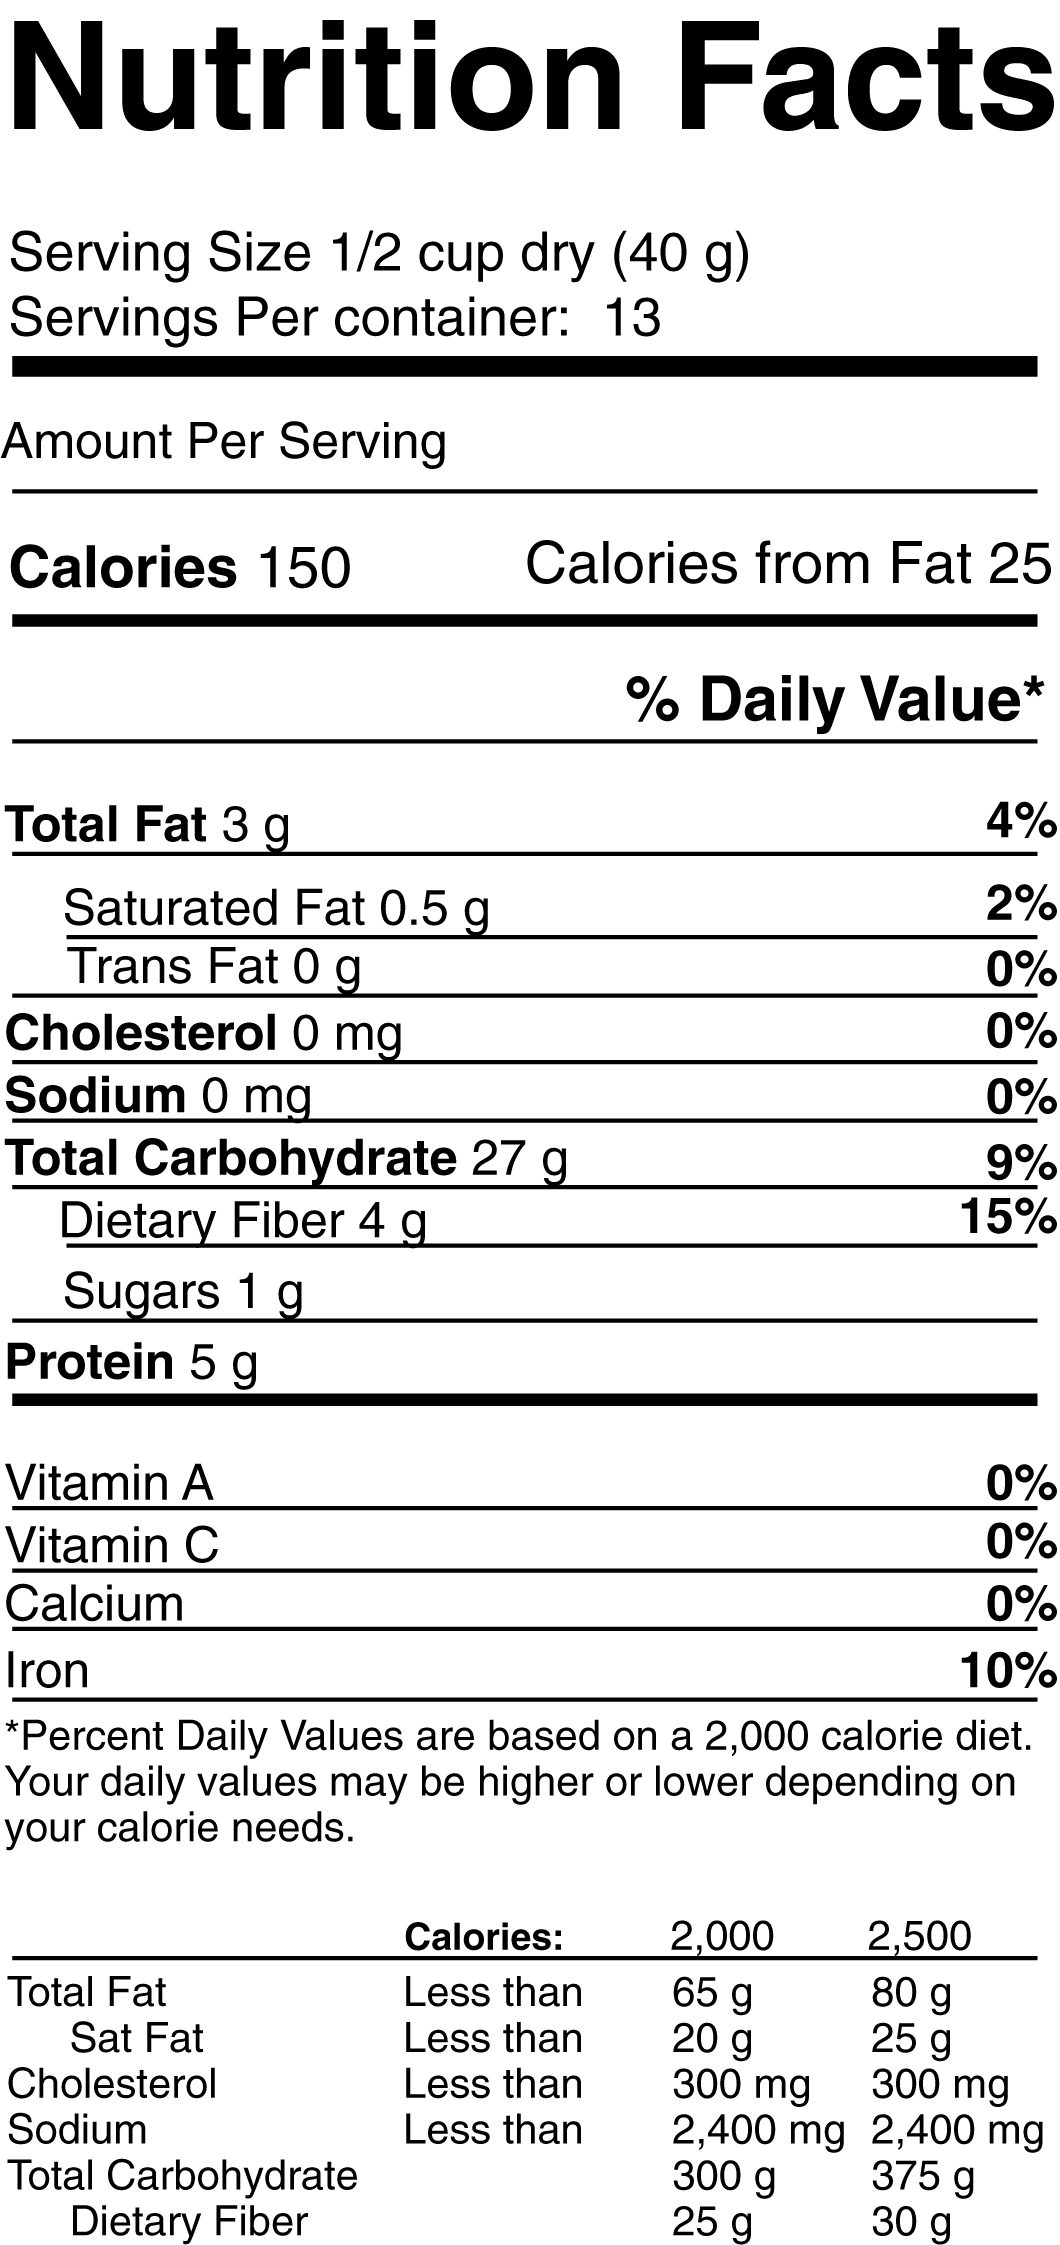 Nutrition Facts
Serving Size 1/2 cup dry (40 g)
Servings Per container: 13
Amount Per Serving
Calories 150 Calories from Fat 25
% Daily Value*
Total Fat 3 g 4%
Saturated Fat 0.5 g 2%
Trans Fat 0 g 0%
Cholesterol 0 mg 0%
Sodium 0 mg 0%
Total Carbohydrate 27 g 9%
Dietary Fiber 4 g 15%
Sugars 1 g
Protein 5 g
Vitamin A 0%
Vitamin C 0%
Calcium 0%
Iron 10%
*Percent Daily Values are based on a 2,000 calorie diet.
Your daily values may be higher or lower depending on
your calorie needs.
Calories: 2,000 2,500
Total Fat Less than 65 g 80 g
Sat Fat Less than 20 g 25 g
Cholesterol Less than 300 mg 300 mg
Sodium Less than 2,400 mg 2,400 mg
Total Carbohydrate 300 g 375 g
Dietary Fiber 25 g 30 g